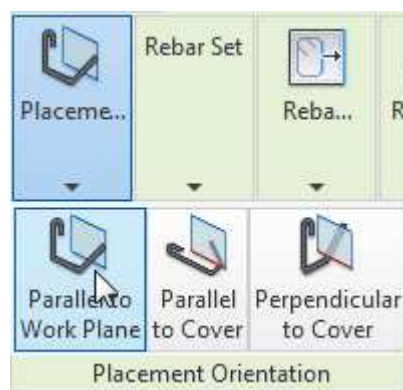 Rebar Set
Placeme...
Reba...
R
Parallel to Parallel Perpendicular
Work Plane to Cover to Cover
Placement Orientation